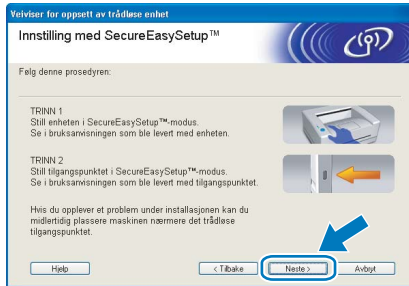 Veiviser for oppsett av trådløse enhet
Innstilling med SecureEasySetup™
Følg denne prosedyren:
TRINN 1
Still enheten i SecureEasySetup™-modus.
Se i bruksanvisningen som ble levert med enheten.
TRINN 2
Still tilgangspunktet i SecureEasySetup™-modus.
Se i bruksanvisningen som ble levert med tilgangspunktet.
Hvis du opplever et problem under installasjonen kan du
midlertidig plassere maskinen nærmere det trådløse
tilgangspunktet.
Hjelp
< Tilbake
Neste >
Avbryt